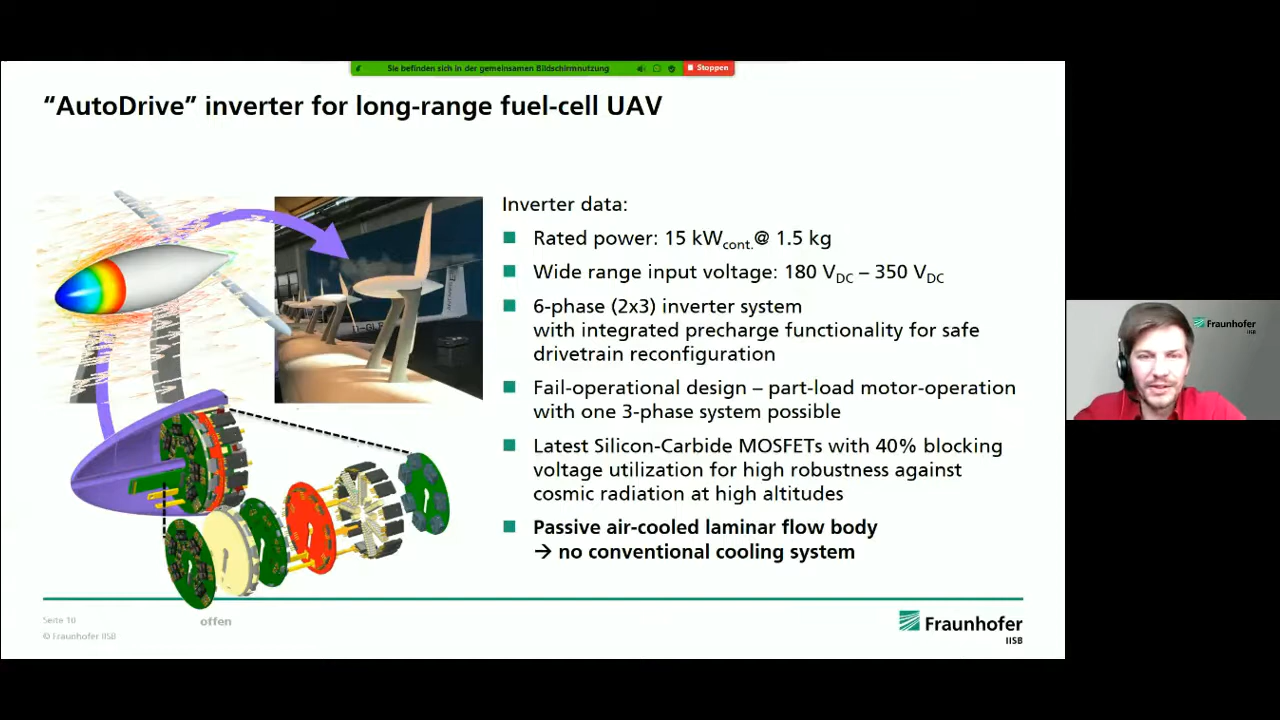 Sie befinden sich in der gemeinsamen Bildschirmnutzung
Stoppen
“AutoDrive” inverter for long-range fuel-cell UAV
Inverter data:
Rated power: 15 kWcont.@ 1.5 kg
Wide range input voltage: 180 VDC – 350 VDC
6-phase (2x3) inverter system
with integrated precharge functionality for safe
drivetrain reconfiguration
Fail-operational design – part-load motor-operation
with one 3-phase system possible
Latest Silicon-Carbide MOSFETs with 40% blocking
voltage utilization for high robustness against
cosmic radiation at high altitudes
Passive air-cooled laminar flow body
→ no conventional cooling system
Seite 10
© Fraunhofer IISB
offen
Fraunhofer
IISB
Fraunhofer
IISB